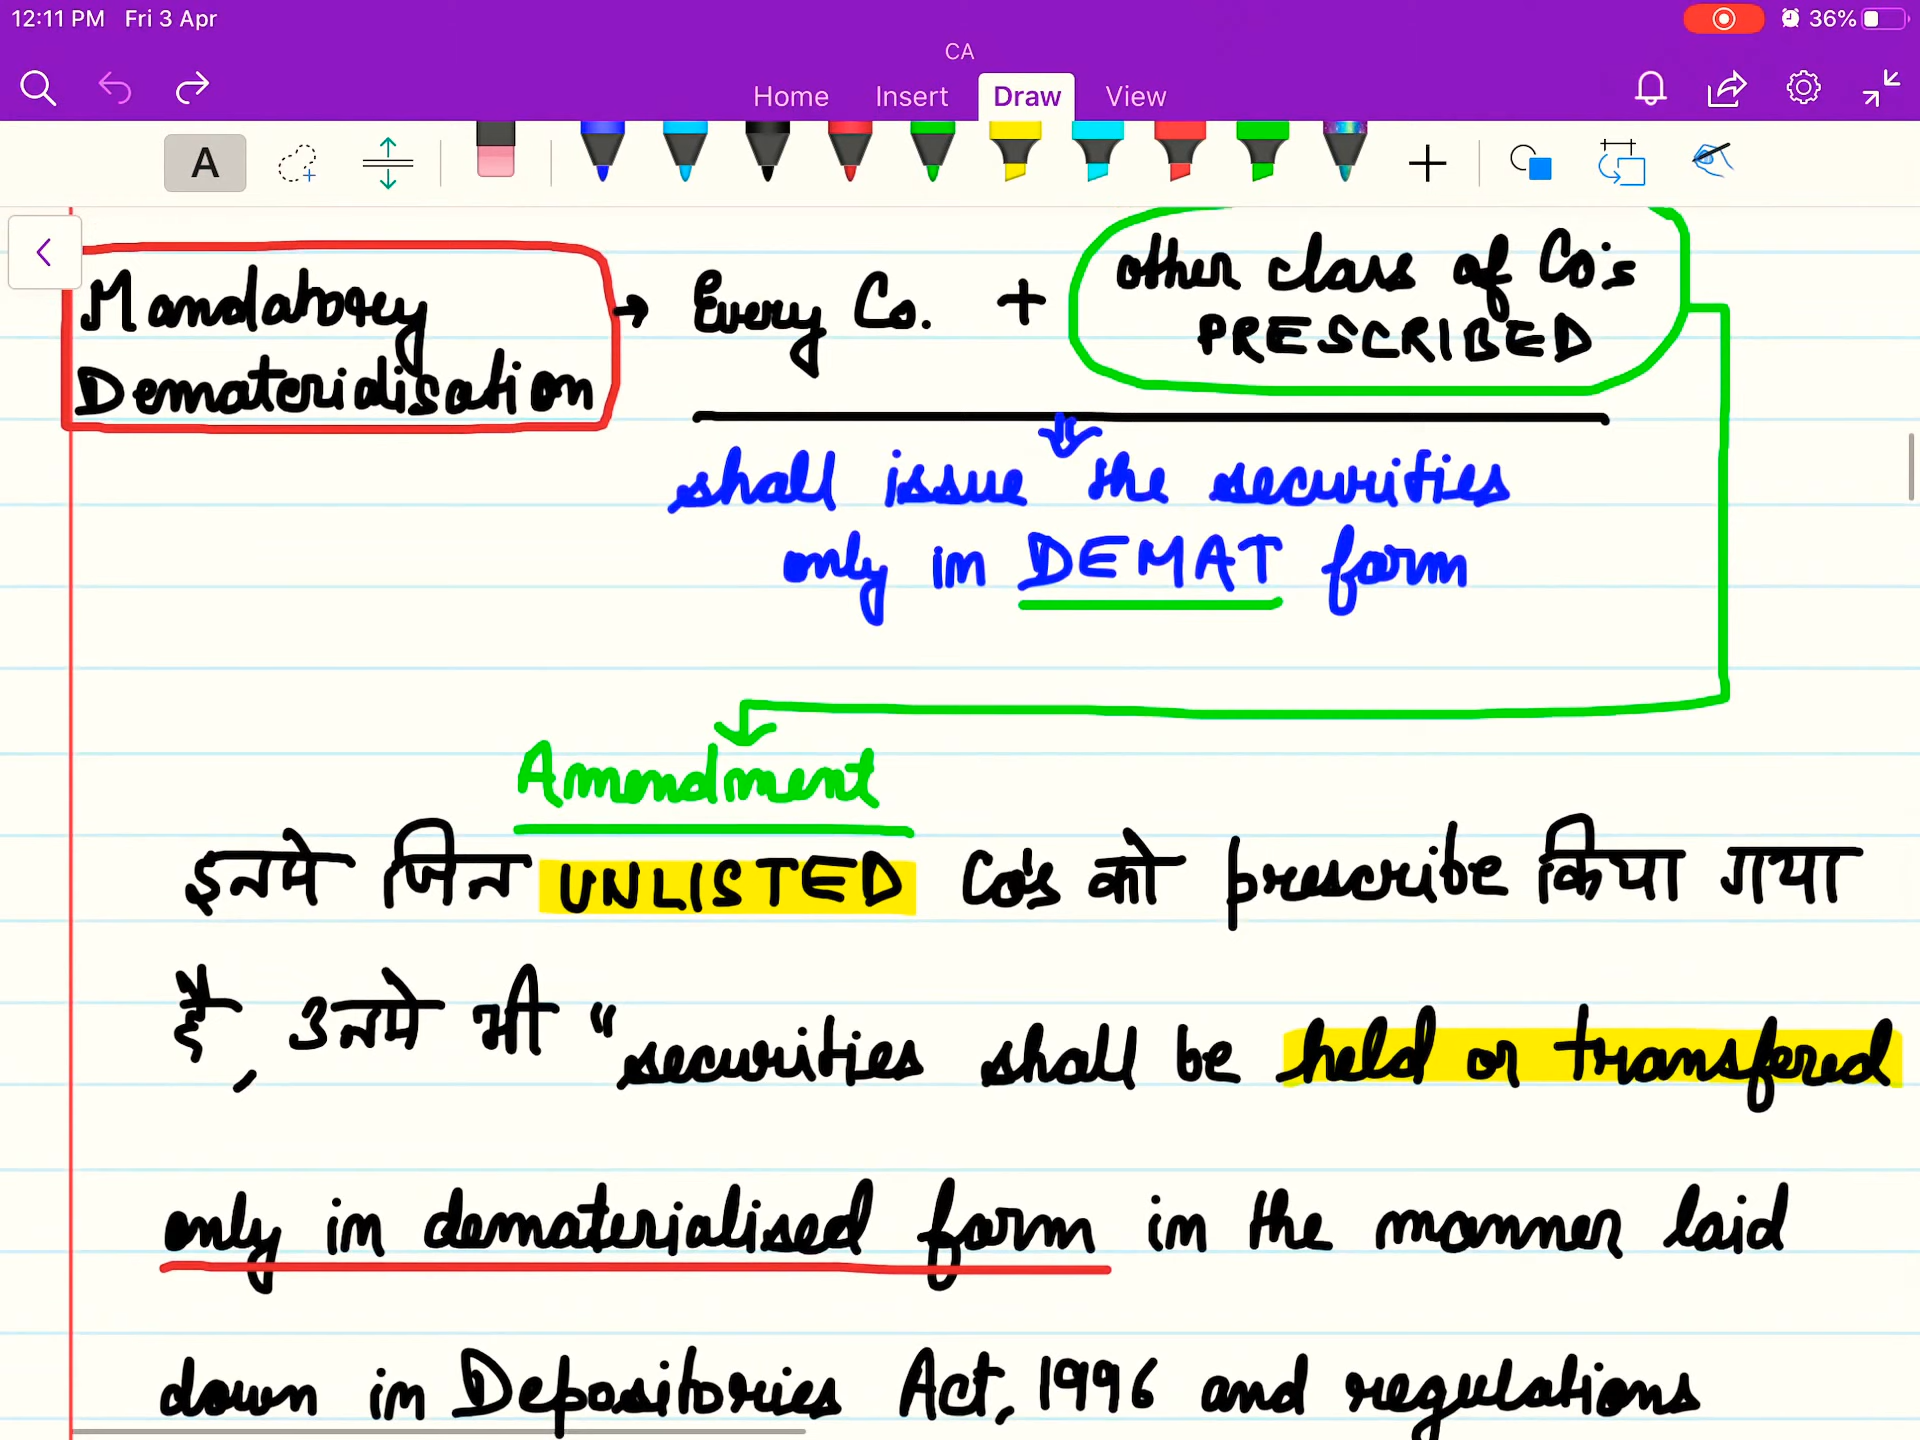 12:11 PM Fri 3 Apr 36%
CA
Home Insert Draw View
A
Mandatory → Every Co. + other class of Co's
Dematerialisation PRESCRIBED
shall issue the securities
only in DEMAT form
Amendment
इनमे जिन UNLISTED Co's को prescribe किया गया
है, उनमे भी "securities shall be held or transfered
only in dematerialised form in the manner laid
down in Depositories Act, 1996 and regulations